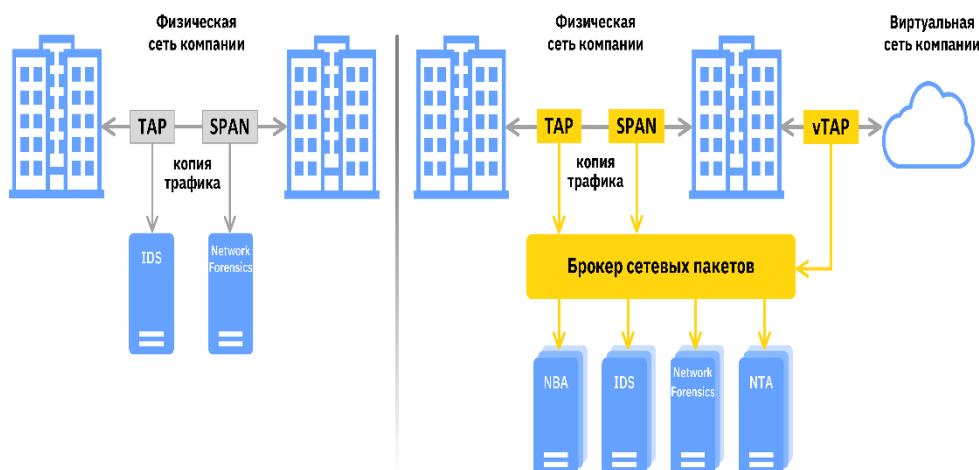 Физическая
сеть компании
TAP
SPAN
копия
трафика
IDS
Network
Forensics
Физическая
сеть компании
Виртуальная
сеть компании
TAP
SPAN
vTAP
копия
трафика
Брокер сетевых пакетов
NBA
IDS
Network
Forensics
NTA